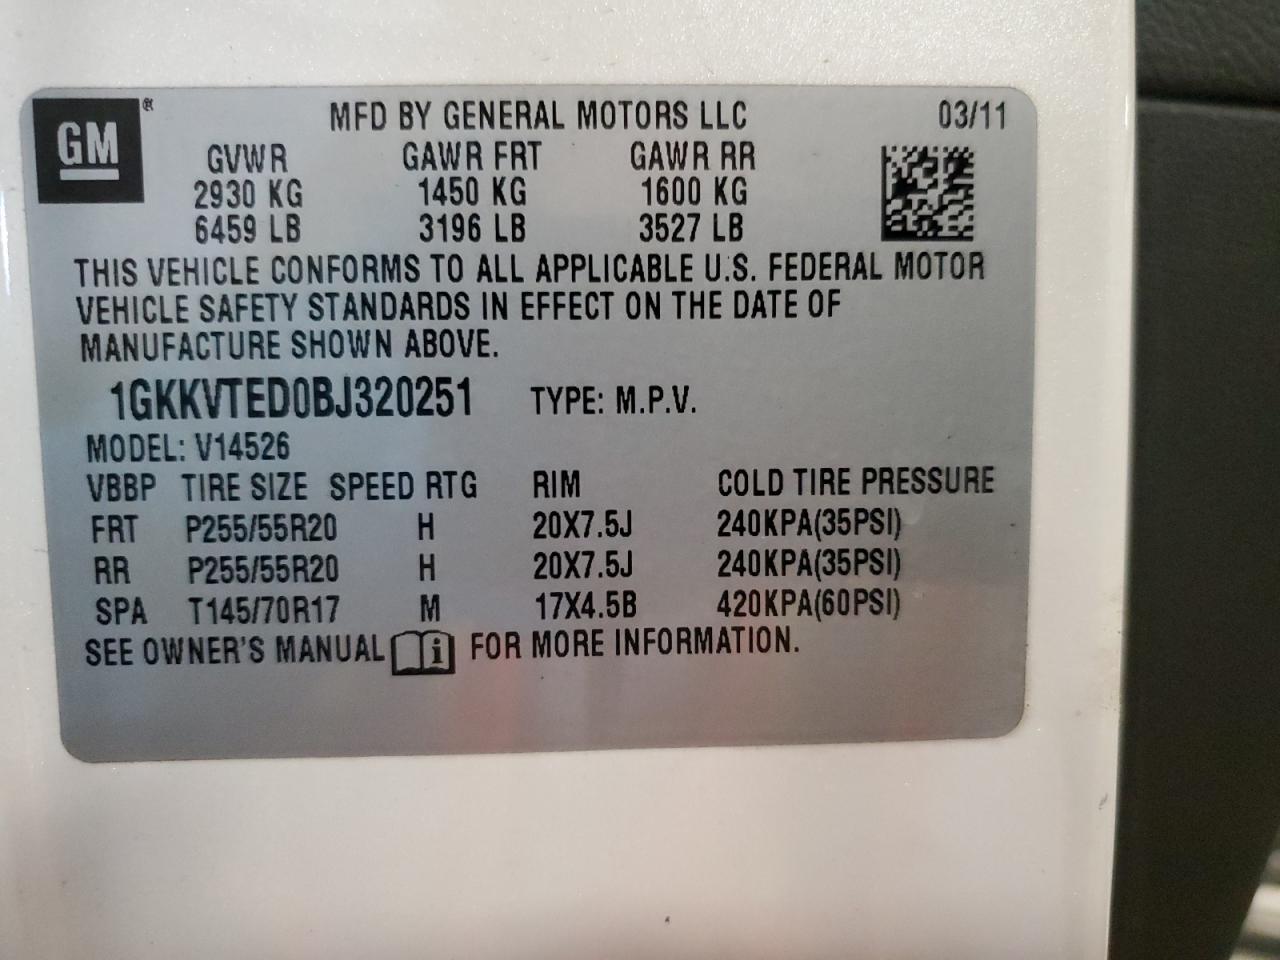 GM ®
MFD BY GENERAL MOTORS LLC 03/11
GVWR GAWR FRT GAWR RR
2930 KG 1450 KG 1600 KG
6459 LB 3196 LB 3527 LB
THIS VEHICLE CONFORMS TO ALL APPLICABLE U.S. FEDERAL MOTOR
VEHICLE SAFETY STANDARDS IN EFFECT ON THE DATE OF
MANUFACTURE SHOWN ABOVE.
1GKKVTED0BJ320251 TYPE: M.P.V.
MODEL: V14526
VBBP TIRE SIZE SPEED RTG RIM COLD TIRE PRESSURE
FRT P255/55R20 H 20X7.5J 240KPA(35PSI)
RR P255/55R20 H 20X7.5J 240KPA(35PSI)
SPA T145/70R17 M 17X4.5B 420KPA(60PSI)
SEE OWNER'S MANUAL i FOR MORE INFORMATION.